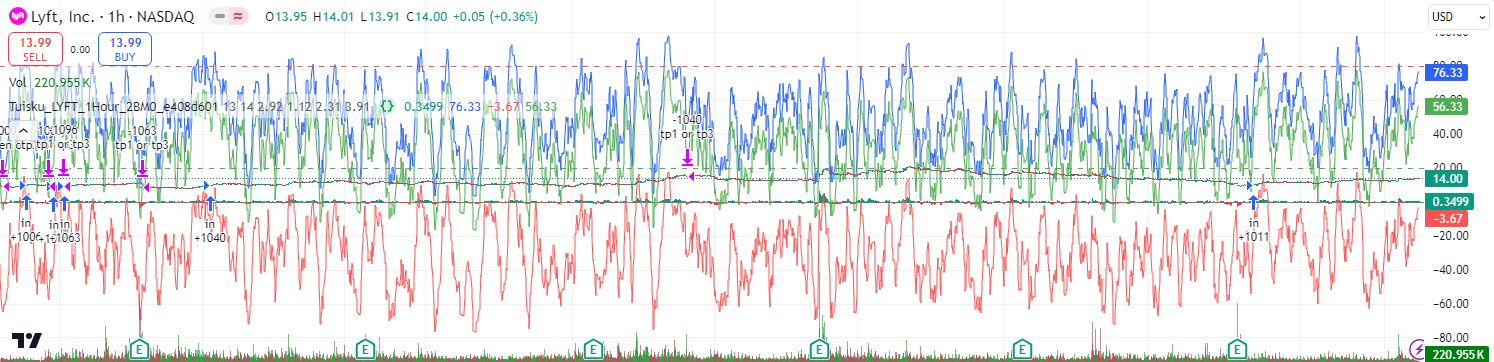 Lyft, Inc. · 1h · NASDAQ O13.95 H14.01 L13.91 C14.00 +0.05 (+0.36%)
USD
13.99 SELL 0.00 13.99 BUY
80.00
76.33
Vol 220.955K
Tuisku_LYFT_1Hour_2BM0_e408d601 13 14 2.92 1.12 2.31 3.91 0.3499 76.33 −3.67 56.33
56.33
-1096
-1063
-1040
tp1 or tp3
tp1 or tp3
tp1 or tp3
40.00
20.00
14.00
0.3499
−3.67
in
in
in
in
in
+1063
+1040
+1011
−20.00
−40.00
−60.00
−80.00
E E E E E E
220.955K